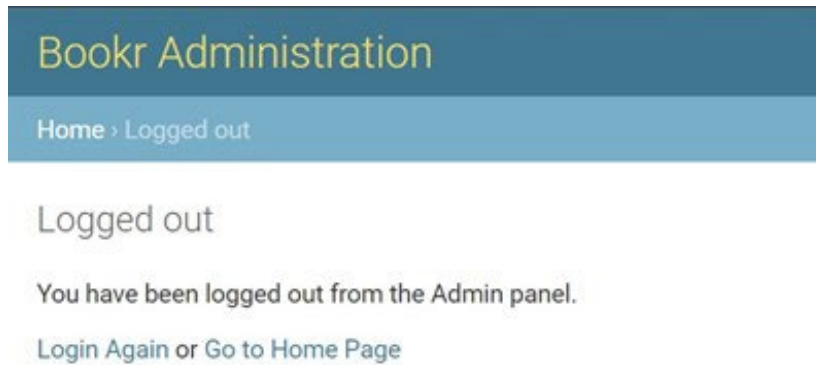 Bookr Administration
Home › Logged out
Logged out
You have been logged out from the Admin panel.
Login Again or Go to Home Page